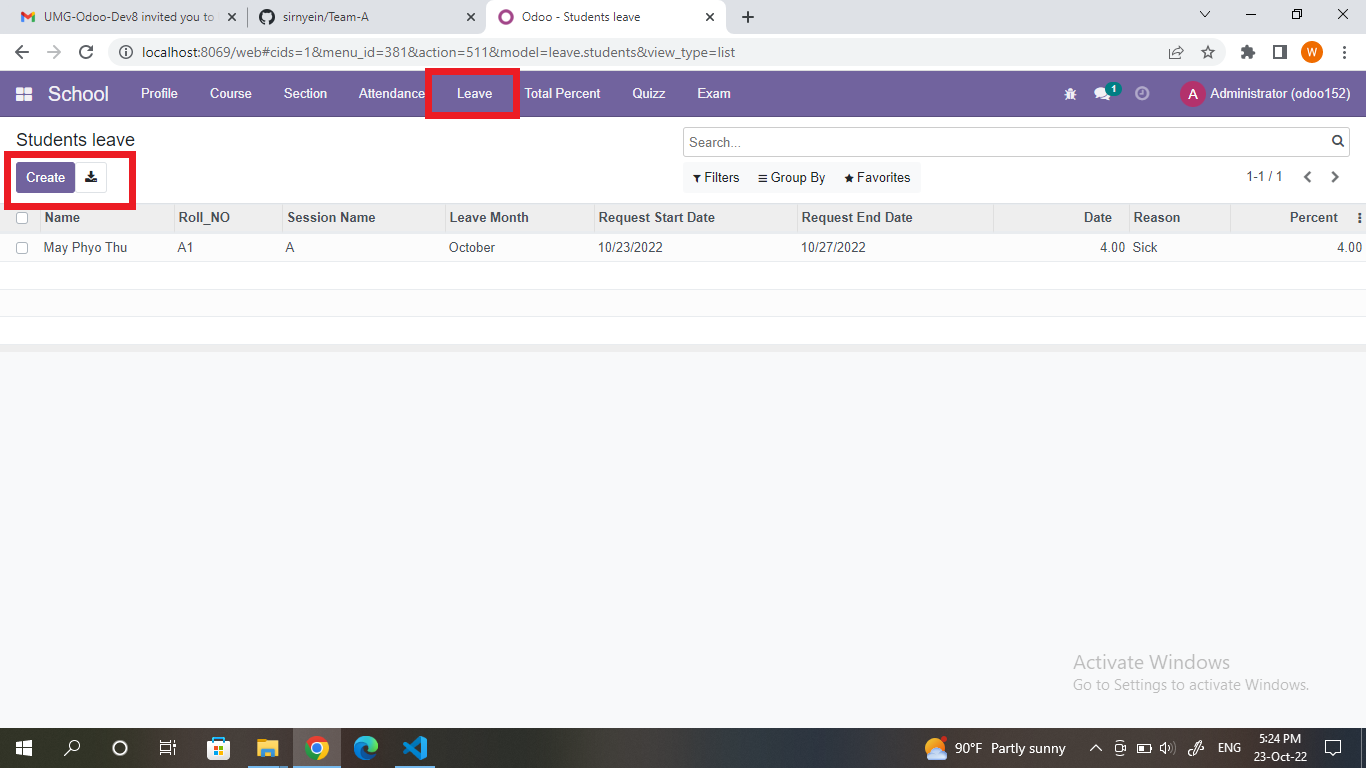 UMG-Odoo-Dev8 invited you to
sirnyein/Team-A
Odoo - Students leave
localhost:8069/web#cids=1&menu_id=381&action=511&model=leave.students&view_type=list
W
School Profile Course Section Attendance Leave Total Percent Quizz Exam 1 A Administrator (odoo152)
Students leave
Search...
Create
Filters Group By Favorites 1-1 / 1
Name Roll_NO Session Name Leave Month Request Start Date Request End Date Date Reason Percent
May Phyo Thu A1 A October 10/23/2022 10/27/2022 4.00 Sick 4.00
Activate Windows
Go to Settings to activate Windows.
90°F Partly sunny ENG 5:24 PM
23-Oct-22